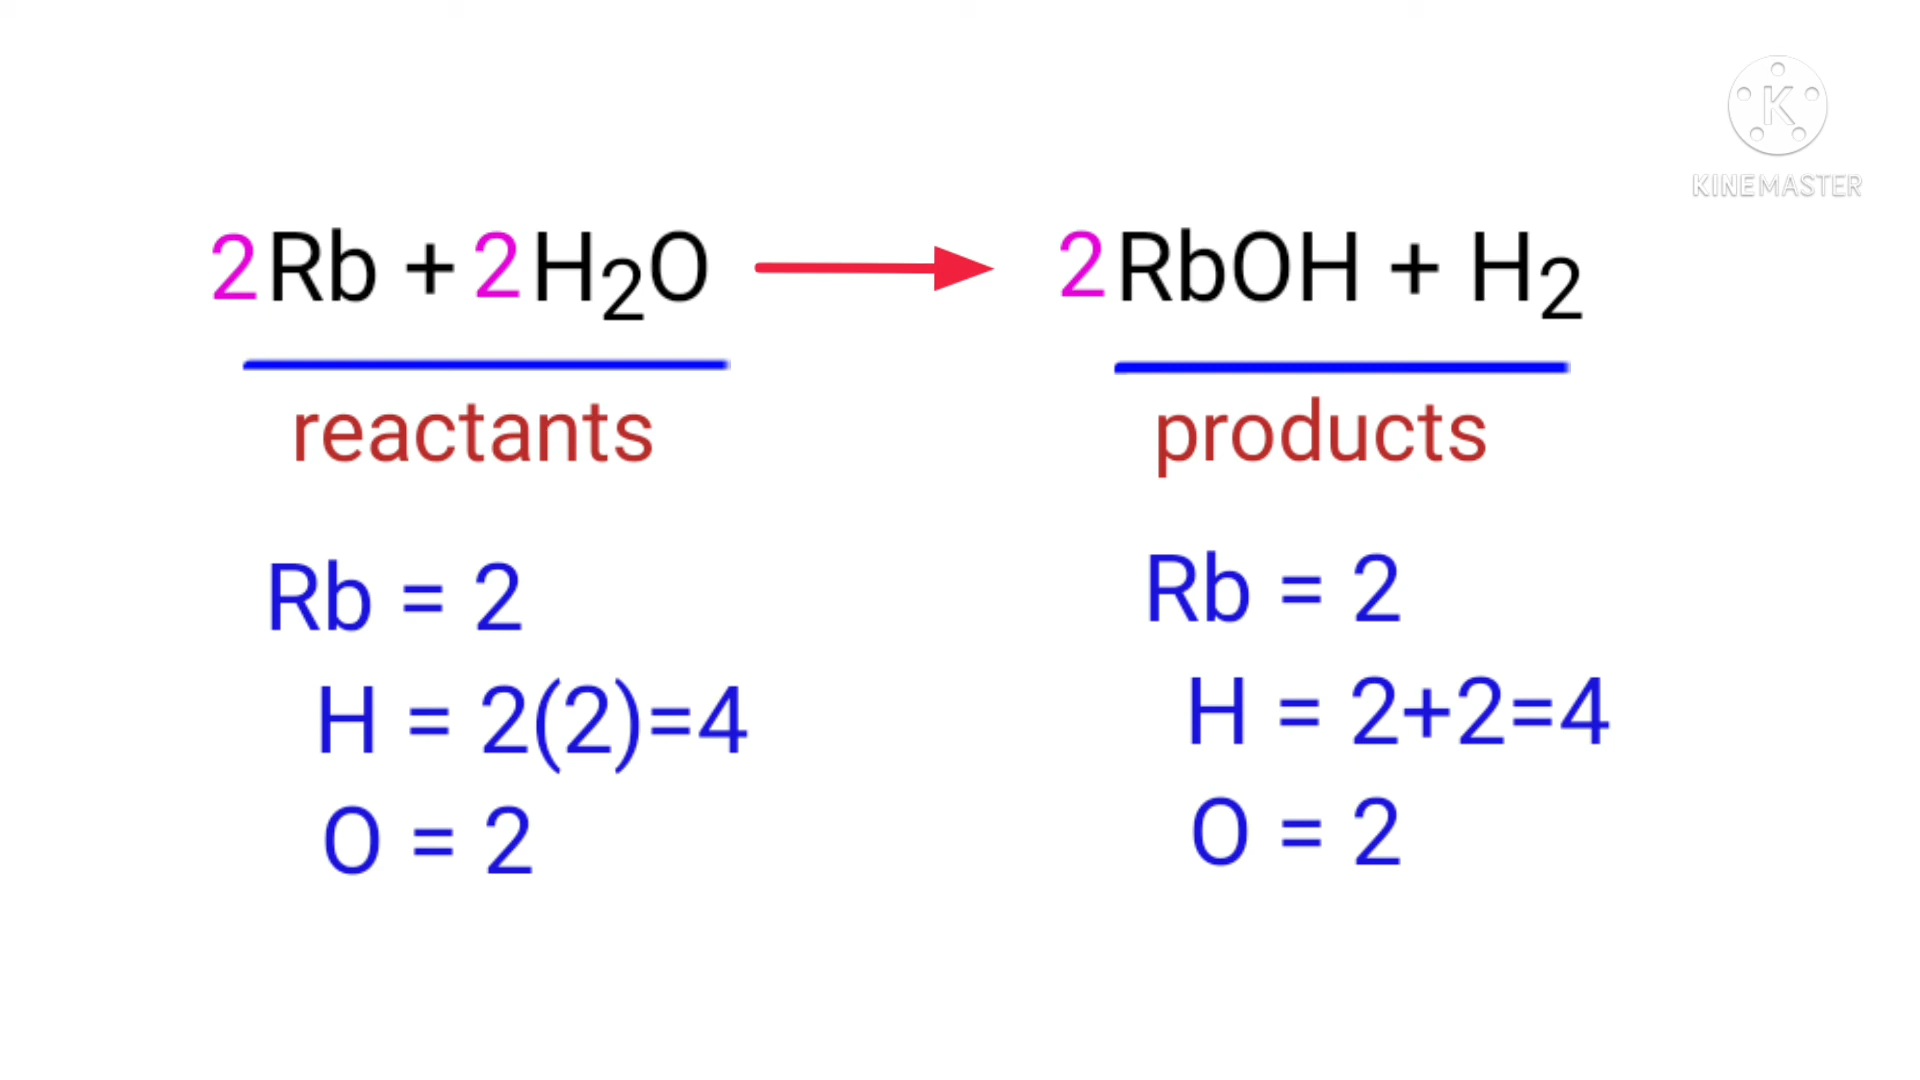 K
KINEMASTER
2Rb + 2H₂O → 2RbOH + H₂
reactants
products
Rb = 2
H = 2(2)=4
O = 2
Rb = 2
H = 2+2=4
O = 2